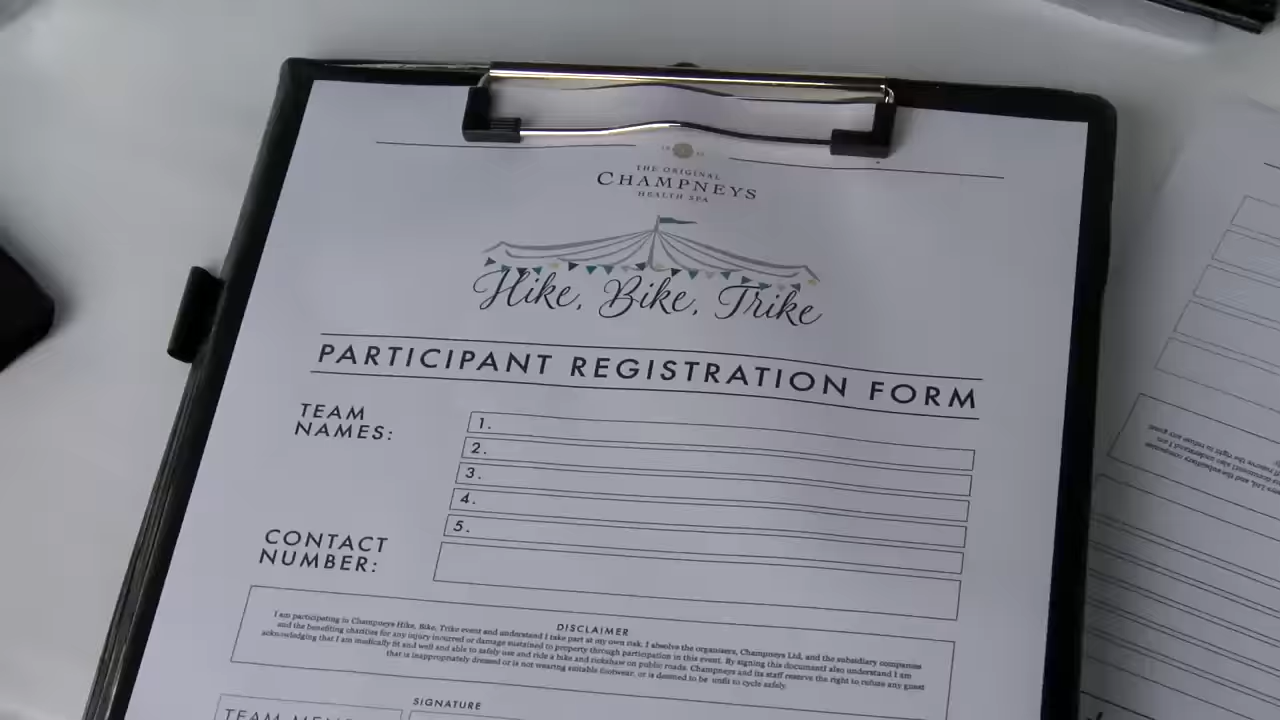 THE ORIGINAL
CHAMPNEYS
HEALTH SPA
Hike, Bike, Trike
PARTICIPANT REGISTRATION FORM
TEAM
NAMES:
1.
2.
3.
4.
5.
CONTACT
NUMBER:
DISCLAIMER
I am participating in Champneys Hike, Bike, Trike event and understand I take part at my own risk. I absolve the organisers, Champneys Ltd, and the subsidiary companies
and the benefiting charities for any injury incurred or damage sustained to property through participation in this event. By signing this document I also understand I am
acknowledging that I am medically fit and well and able to safely use and ride a bike and rickshaw on public roads. Champneys and its staff reserve the right to refuse any guest
that is inappropriately dressed or is not wearing suitable footwear, or is deemed to be unfit to cycle safely.
SIGNATURE